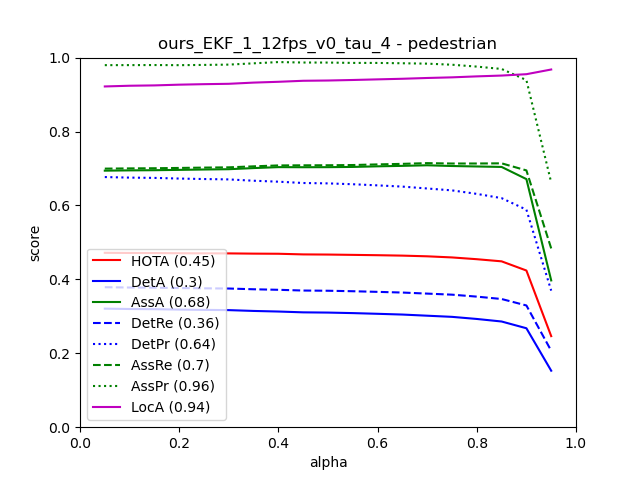 ours_EKF_1_12fps_v0_tau_4 - pedestrian
1.0
0.8
0.6
0.4
0.2
0.0
score
HOTA (0.45)
DetA (0.3)
AssA (0.68)
DetRe (0.36)
DetPr (0.64)
AssRe (0.7)
AssPr (0.96)
LocA (0.94)
0.0 0.2 0.4 0.6 0.8 1.0
alpha